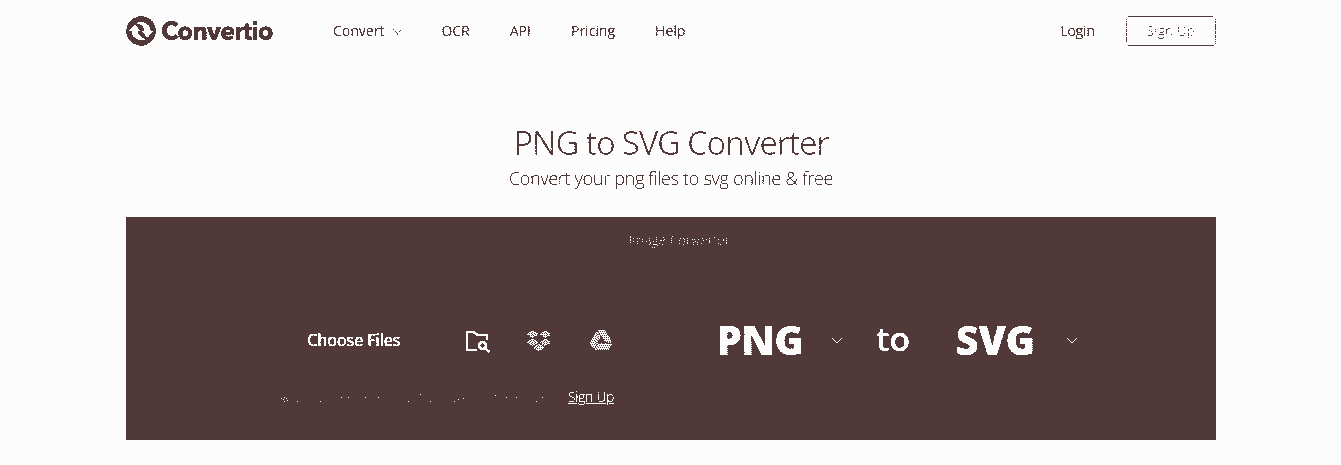 Convertio Convert OCR API Pricing Help Login Sign Up
PNG to SVG Converter
Convert your png files to svg online & free
Image Converter
Choose Files PNG to SVG
Sign Up